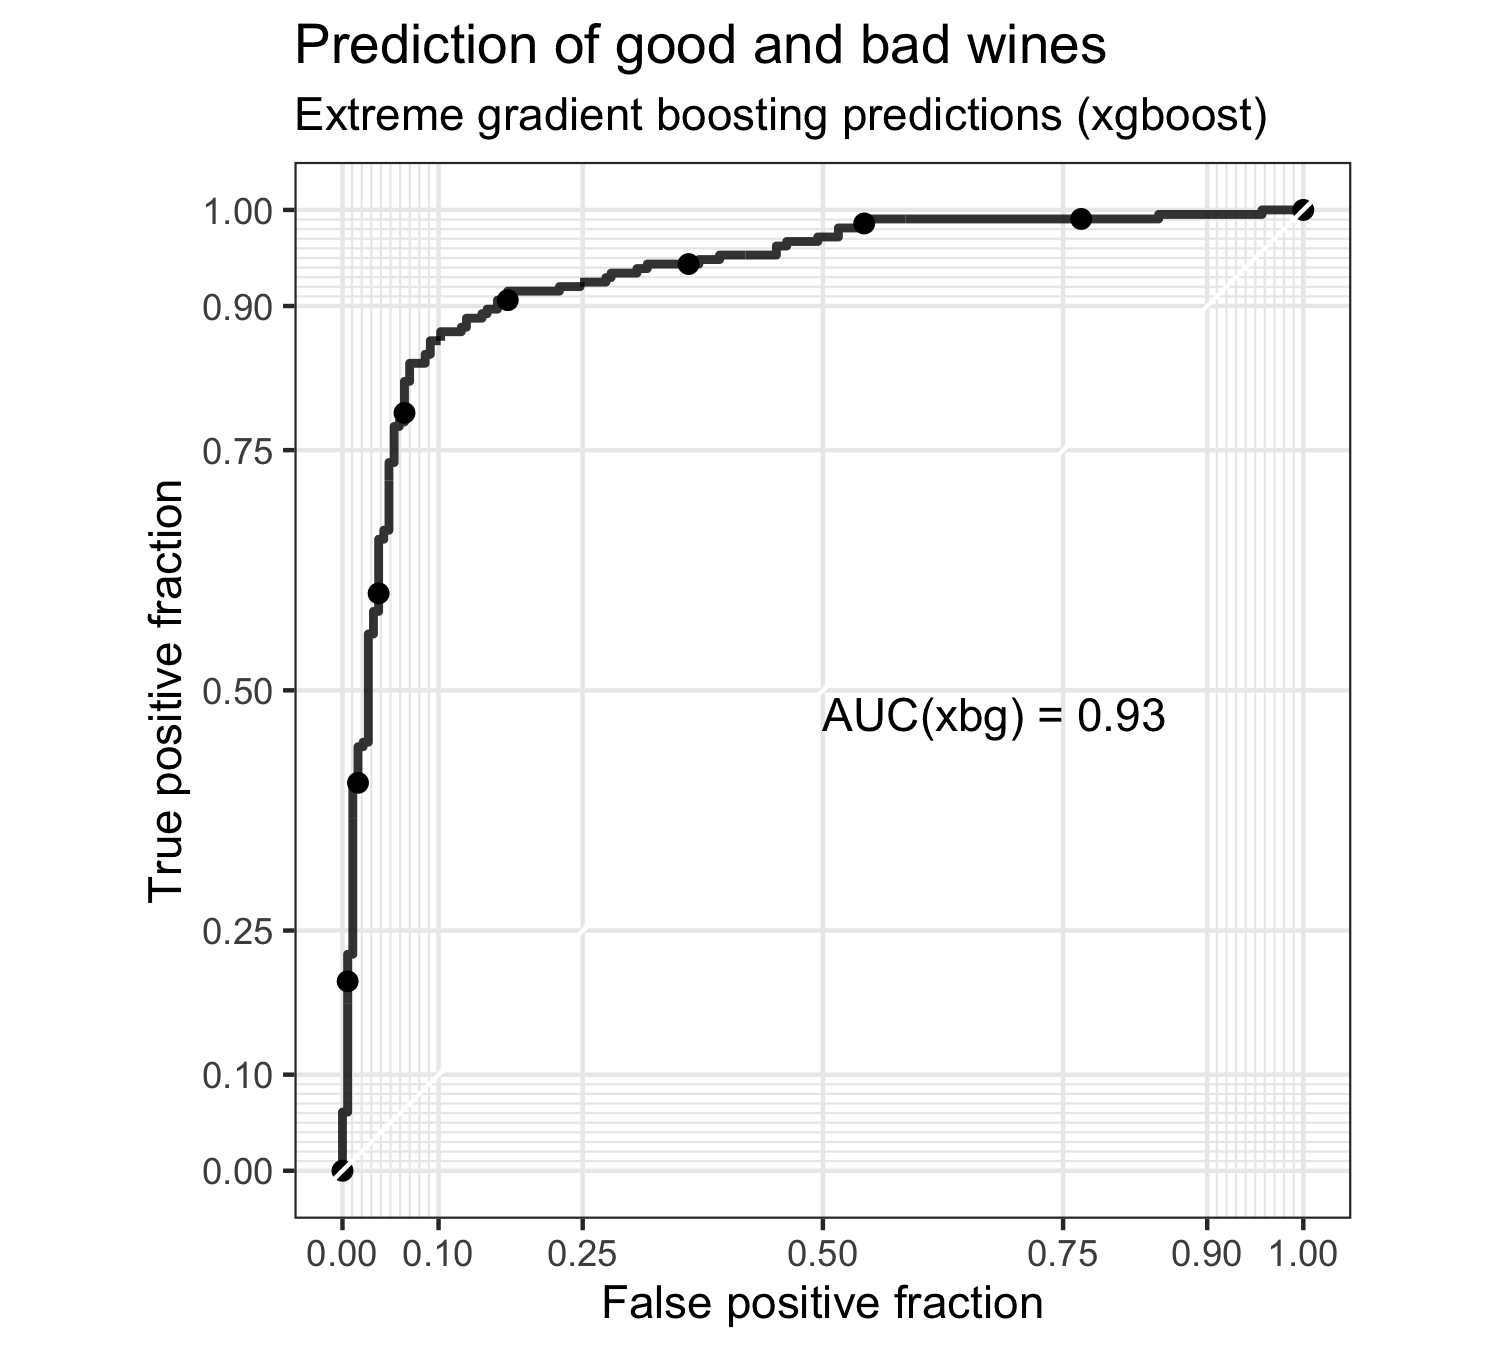 Prediction of good and bad wines
Extreme gradient boosting predictions (xgboost)
1.00
0.90
0.75
0.50
0.25
0.10
0.00
True positive fraction
AUC(xbg) = 0.93
0.00 0.10 0.25 0.50 0.75 0.90 1.00
False positive fraction